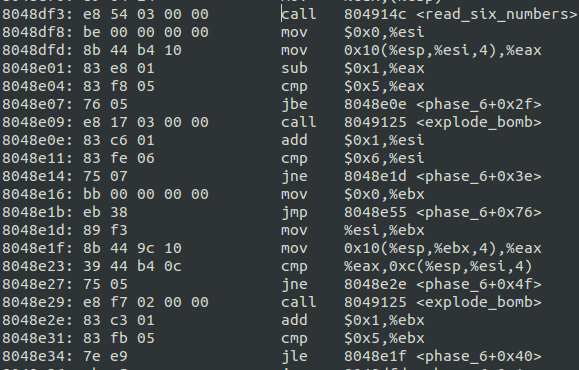 8048df3: e8 54 03 00 00 call 804914c <read_six_numbers>
8048df8: be 00 00 00 00 mov $0x0,%esi
8048dfd: 8b 44 b4 10 mov 0x10(%esp,%esi,4),%eax
8048e01: 83 e8 01 sub $0x1,%eax
8048e04: 83 f8 05 cmp $0x5,%eax
8048e07: 76 05 jbe 8048e0e <phase_6+0x2f>
8048e09: e8 17 03 00 00 call 8049125 <explode_bomb>
8048e0e: 83 c6 01 add $0x1,%esi
8048e11: 83 fe 06 cmp $0x6,%esi
8048e14: 75 07 jne 8048e1d <phase_6+0x3e>
8048e16: bb 00 00 00 00 mov $0x0,%ebx
8048e1b: eb 38 jmp 8048e55 <phase_6+0x76>
8048e1d: 89 f3 mov %esi,%ebx
8048e1f: 8b 44 9c 10 mov 0x10(%esp,%ebx,4),%eax
8048e23: 39 44 b4 0c cmp %eax,0xc(%esp,%esi,4)
8048e27: 75 05 jne 8048e2e <phase_6+0x4f>
8048e29: e8 f7 02 00 00 call 8049125 <explode_bomb>
8048e2e: 83 c3 01 add $0x1,%ebx
8048e31: 83 fb 05 cmp $0x5,%ebx
8048e34: 7e e9 jle 8048e1f <phase_6+0x40>